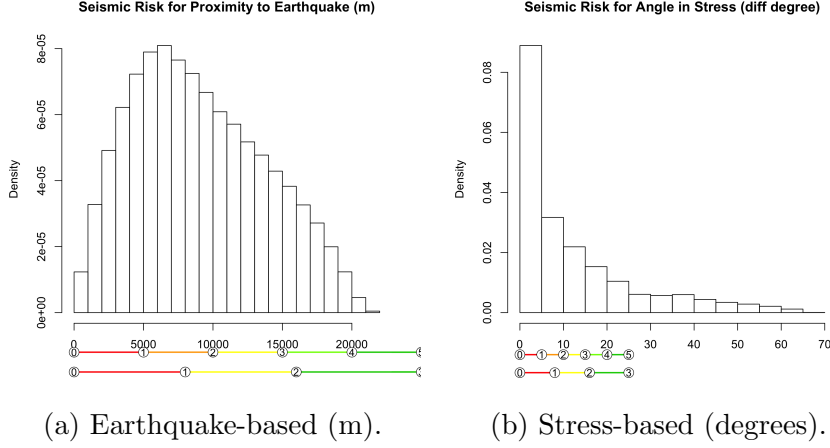 Seismic Risk for Proximity to Earthquake (m)
Density
8e-05
6e-05
4e-05
2e-05
0e+00
0 5000 10000 15000 20000
0 1 2 3 4
0 1 2
(a) Earthquake-based (m).
Seismic Risk for Angle in Stress (diff degree)
Density
0.08
0.06
0.04
0.02
0.00
0 10 20 30 40 50 60 70
0 1 2 3 4 5
0 1 2 3
(b) Stress-based (degrees).